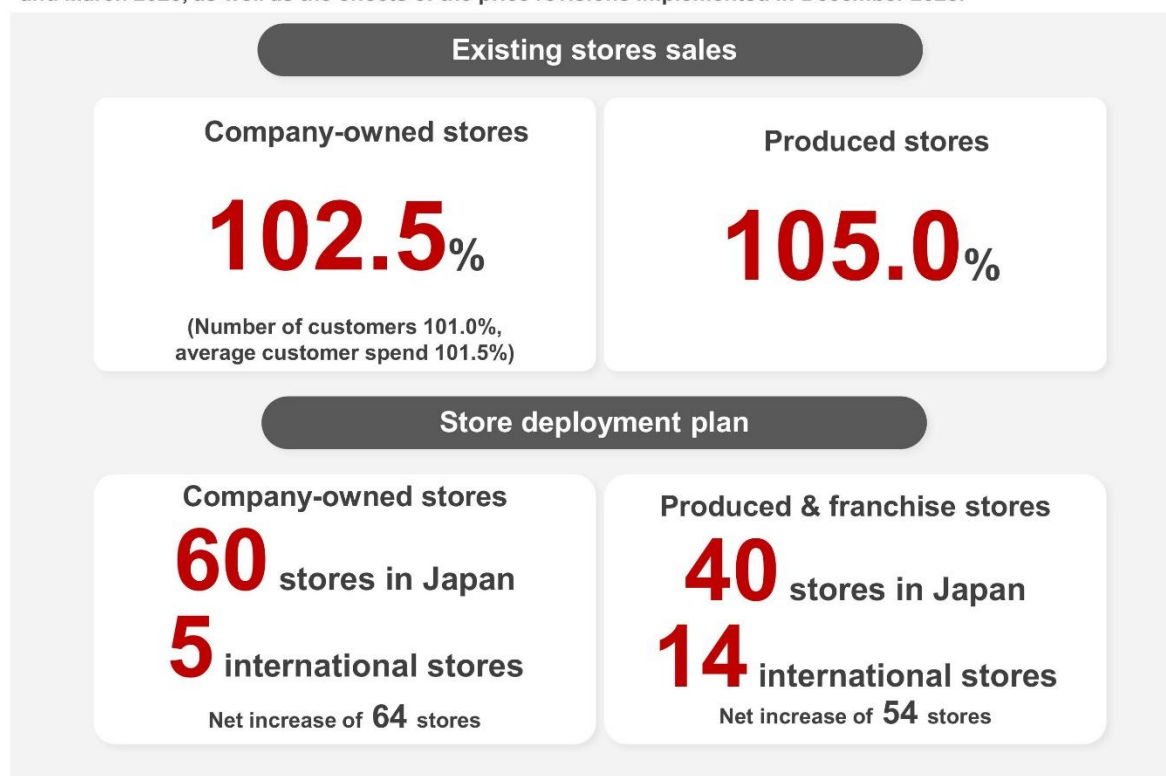 Existing stores sales
Company-owned stores
102.5%
(Number of customers 101.0%,
average customer spend 101.5%)
Produced stores
105.0%
Store deployment plan
Company-owned stores
60 stores in Japan
5 international stores
Net increase of 64 stores
Produced & franchise stores
40 stores in Japan
14 international stores
Net increase of 54 stores